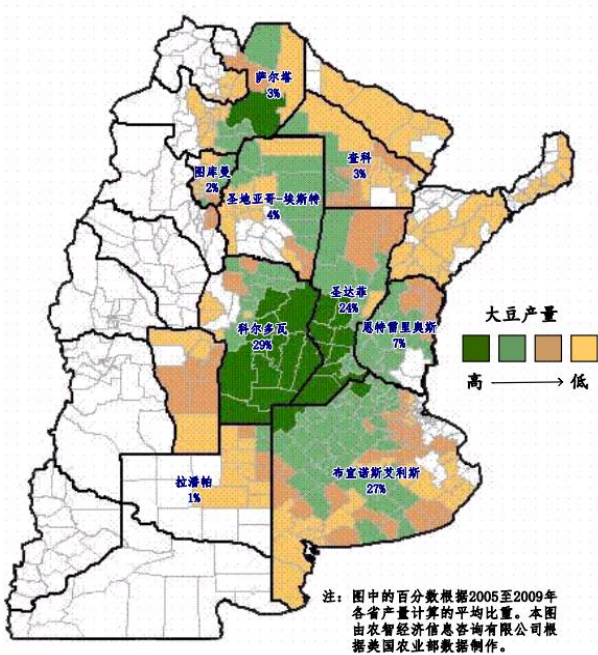 萨尔塔
3%
查科
3%
图库曼
2%
圣地亚哥-埃斯特
4%
圣达菲
24%
科尔多瓦
29%
恩特雷里奥斯
7%
大豆产量
高 → 低
拉潘帕
1%
布宜诺斯艾利斯
27%
注：图中的百分数根据2005至2009年
各省产量计算的平均比重。本图
由农智经济信息咨询有限公司根
据美国农业部数据制作。